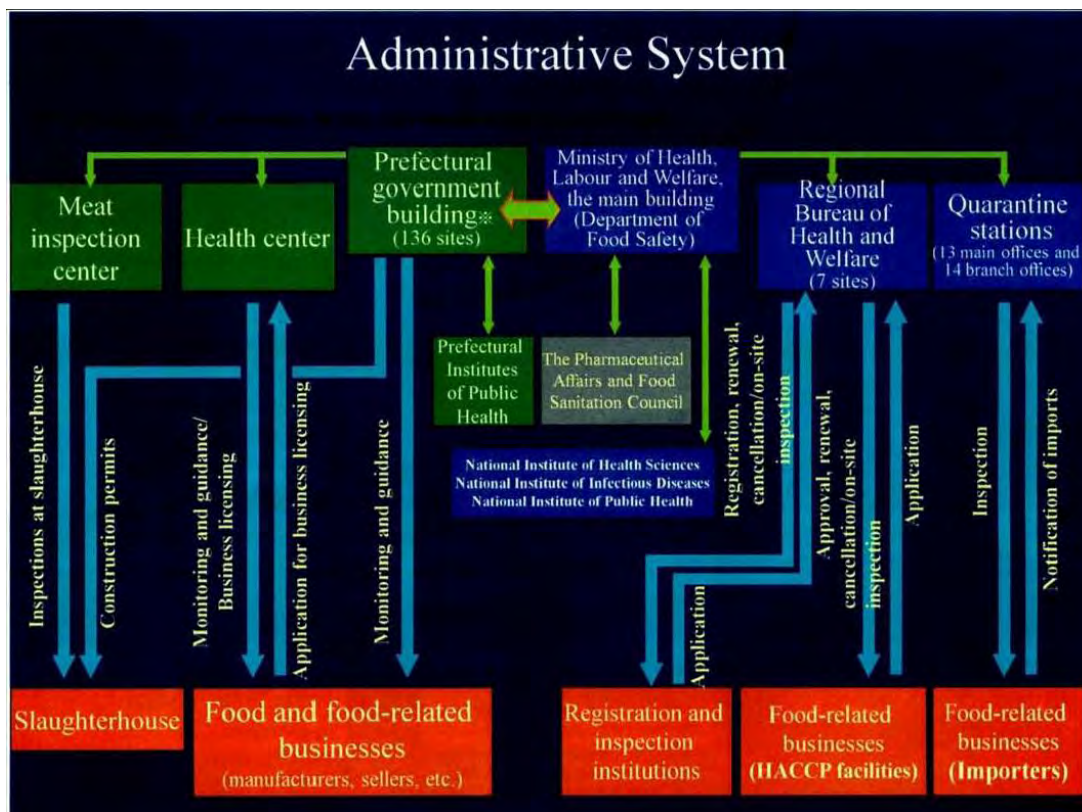 Administrative System
Prefectural
government
building※
(136 sites)
Ministry of Health,
Labour and Welfare,
the main building
(Department of
Food Safety)
Meat
inspection
center
Health center
Regional
Bureau of
Health and
Welfare
(7 sites)
Quarantine
stations
(13 main offices and
14 branch offices)
Prefectural
Institutes
of Public
Health
The Pharmaceutical
Affairs and Food
Sanitation Council
National Institute of Health Sciences
National Institute of Infectious Diseases
National Institute of Public Health
Inspections at slaughterhouse
Construction permits
Monitoring and guidance/
Business licensing
Application for business licensing
Monitoring and guidance
Registration, renewal,
cancellation/on-site
inspection
Application
Approval, renewal,
cancellation/on-site
inspection
Application
Inspection
Notification of imports
Slaughterhouse
Food and food-related
businesses
(manufacturers, sellers, etc.)
Registration and
inspection
institutions
Food-related
businesses
(HACCP facilities)
Food-related
businesses
(Importers)